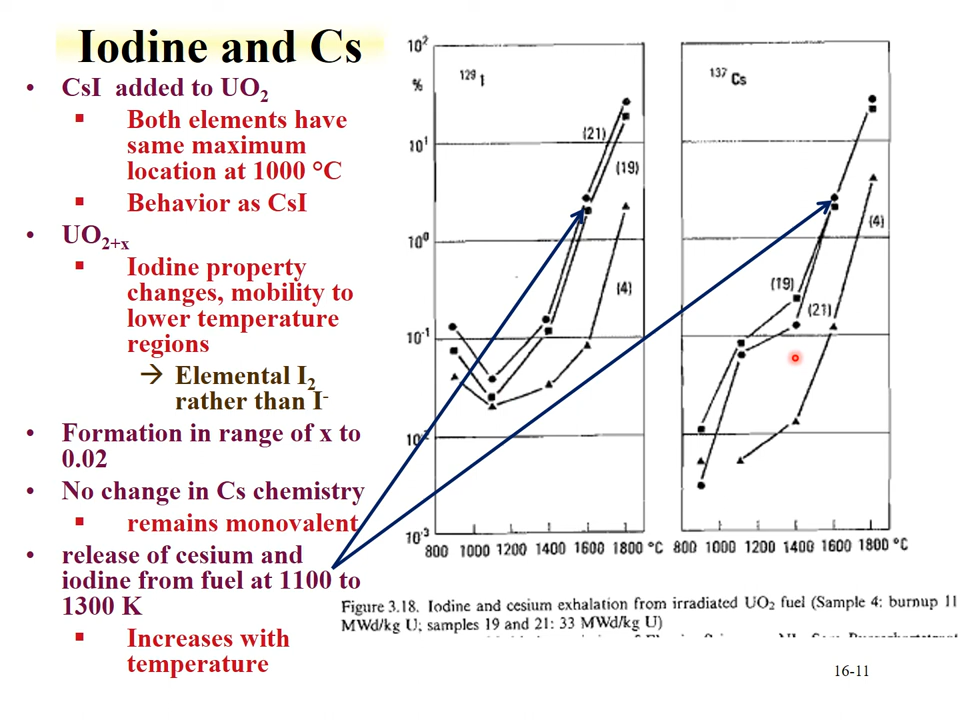 Iodine and Cs
• CsI added to UO2
▪ Both elements have
same maximum
location at 1000 °C
▪ Behavior as CsI
• UO2+x
▪ Iodine property
changes, mobility to
lower temperature
regions
→ Elemental I2
rather than I-
• Formation in range of x to
0.02
• No change in Cs chemistry
▪ remains monovalent
• release of cesium and
iodine from fuel at 1100 to
1300 K
▪ Increases with
temperature
10²
%
10¹
10⁰
10⁻¹
10⁻²
10⁻³
¹²⁹I
(21)
(19)
(4)
800 1000 1200 1400 1600 1800 °C
¹³⁷Cs
(4)
(19)
(21)
800 1000 1200 1400 1600 1800 °C
Figure 3.18. Iodine and cesium exhalation from irradiated UO₂ fuel (Sample 4: burnup 11
MWd/kg U; samples 19 and 21: 33 MWd/kg U)
16-11